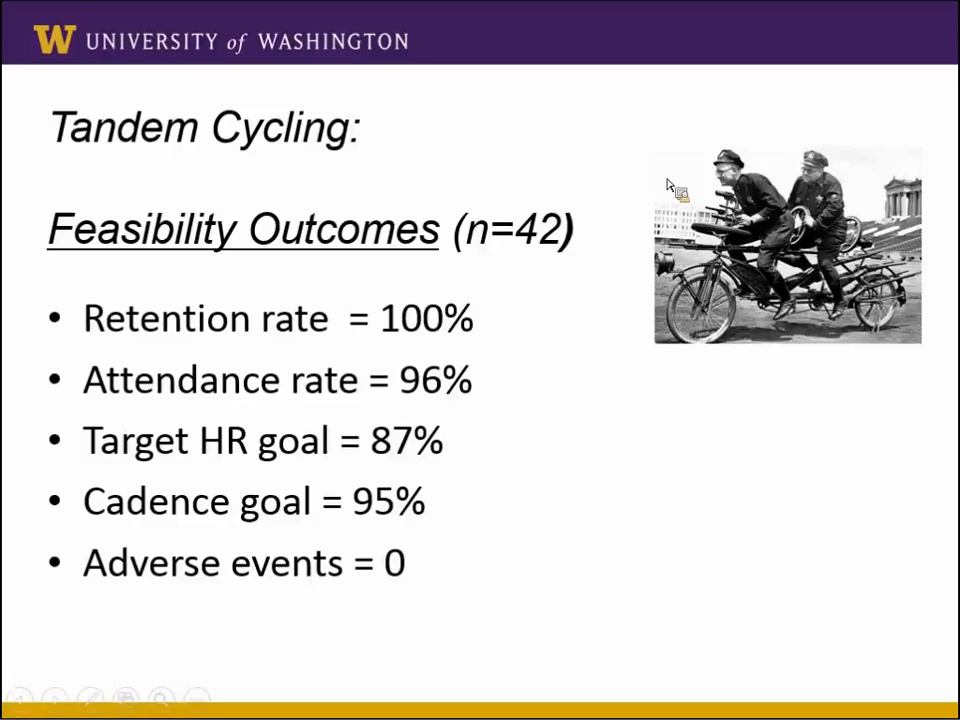 W UNIVERSITY of WASHINGTON
Tandem Cycling:
Feasibility Outcomes (n=42)
• Retention rate = 100%
• Attendance rate = 96%
• Target HR goal = 87%
• Cadence goal = 95%
• Adverse events = 0